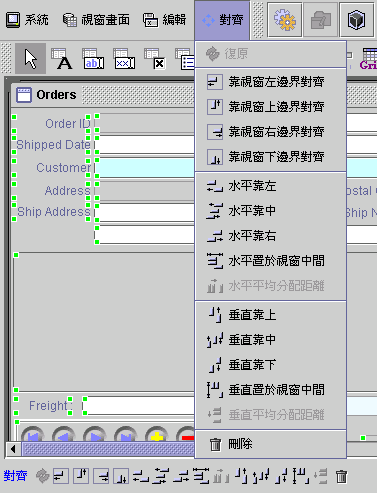 系統 視窗畫面 編輯 對齊
復原
靠視窗左邊界對齊
靠視窗上邊界對齊
靠視窗右邊界對齊
靠視窗下邊界對齊
水平靠左
水平靠中
水平靠右
水平置於視窗中間
水平平均分配距離
垂直靠上
垂直靠中
垂直靠下
垂直置於視窗中間
垂直平均分配距離
刪除
A ab| Gri
Orders
Order ID
Shipped Date
Customer
Address
Ship Address
ostal
Ship N
Freight:
對齊